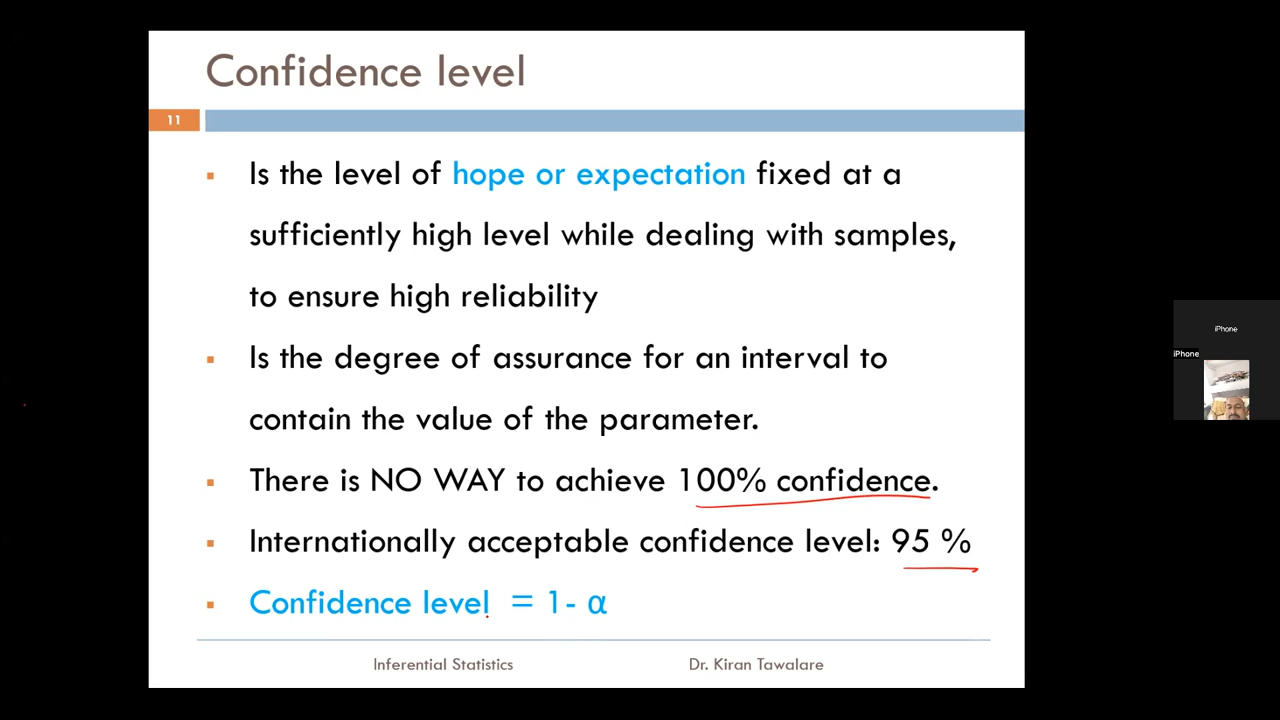 Confidence level
11
Is the level of hope or expectation fixed at a
sufficiently high level while dealing with samples,
to ensure high reliability
Is the degree of assurance for an interval to
contain the value of the parameter.
There is NO WAY to achieve 100% confidence.
Internationally acceptable confidence level: 95 %
Confidence level = 1- α
Inferential Statistics
Dr. Kiran Tawalare
iPhone
iPhone